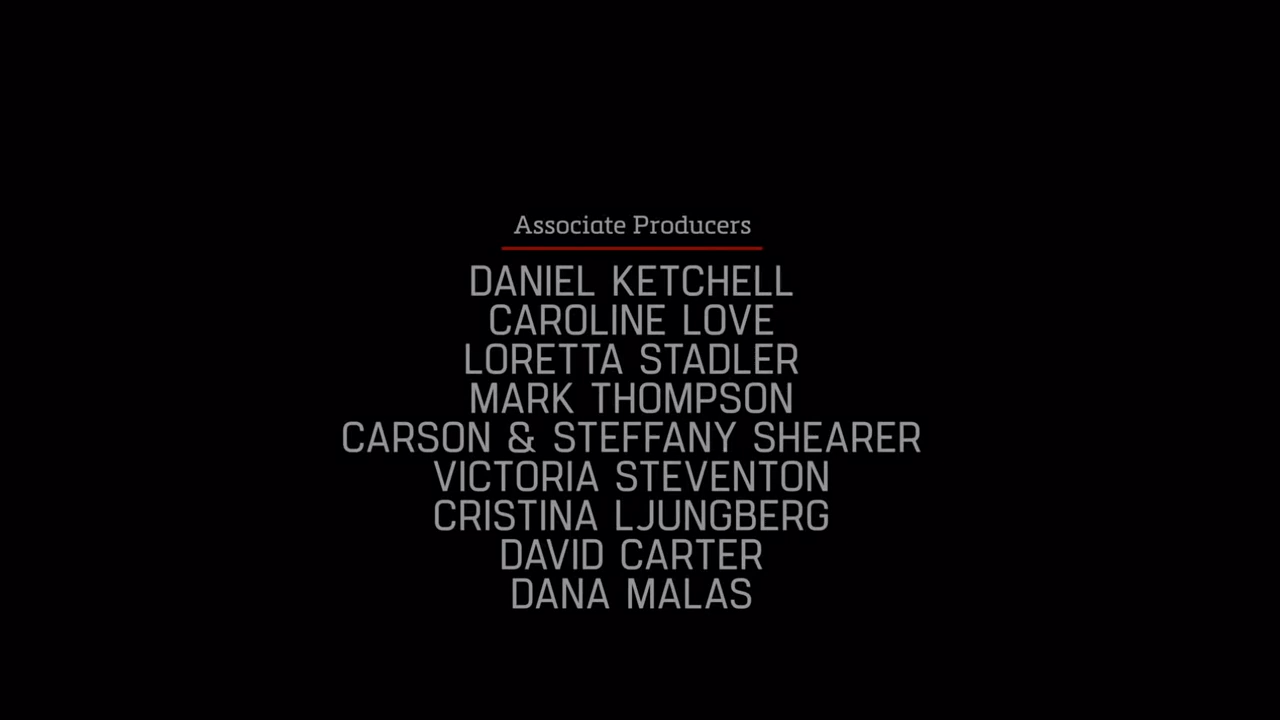 Associate Producers
DANIEL KETCHELL
CAROLINE LOVE
LORETTA STADLER
MARK THOMPSON
CARSON & STEFFANY SHEARER
VICTORIA STEVENTON
CRISTINA LJUNGBERG
DAVID CARTER
DANA MALAS